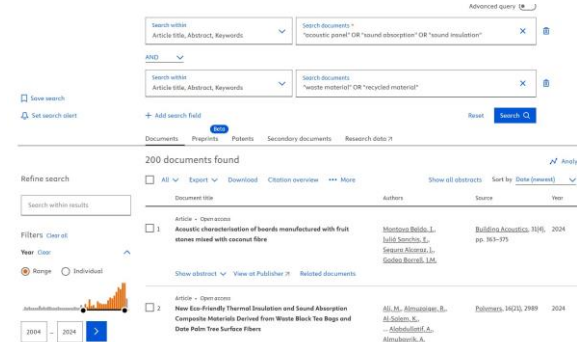 Advanced query
Search within
Article title, Abstract, Keywords
Search documents *
"acoustic panel" OR "sound absorption" OR "sound insulation"
AND
Search within
Article title, Abstract, Keywords
Search documents
"waste material" OR "recycled material"
Save search
Set search alert
+ Add search field
Reset
Search
Beta
Documents Preprints Patents Secondary documents Research data
200 documents found
Analy
Refine search
All Export Download Citation overview ••• More
Show all abstracts Sort by Date (newest)
Search within results
Document title Authors Source Year
Filters Clear all
Year Clear
Range Individual
2004 – 2024
1
Article • Open access
Acoustic characterisation of boards manufactured with fruit
stones mixed with coconut fibre
Montava Belda, I.,
Juliá Sanchis, E.,
Segura Alcaraz, J.,
Gadea Borrell, J.M.
Building Acoustics, 31(4),
pp. 363–375
2024
Show abstract View at Publisher Related documents
2
Article • Open access
New Eco-Friendly Thermal Insulation and Sound Absorption
Composite Materials Derived from Waste Black Tea Bags and
Date Palm Tree Surface Fibers
Ali, M., Almuzaiqer, R.,
Al-Salem, K.,
... Alabdullatif, A.,
Almubayrik, A.
Polymers, 16(21), 2989
2024